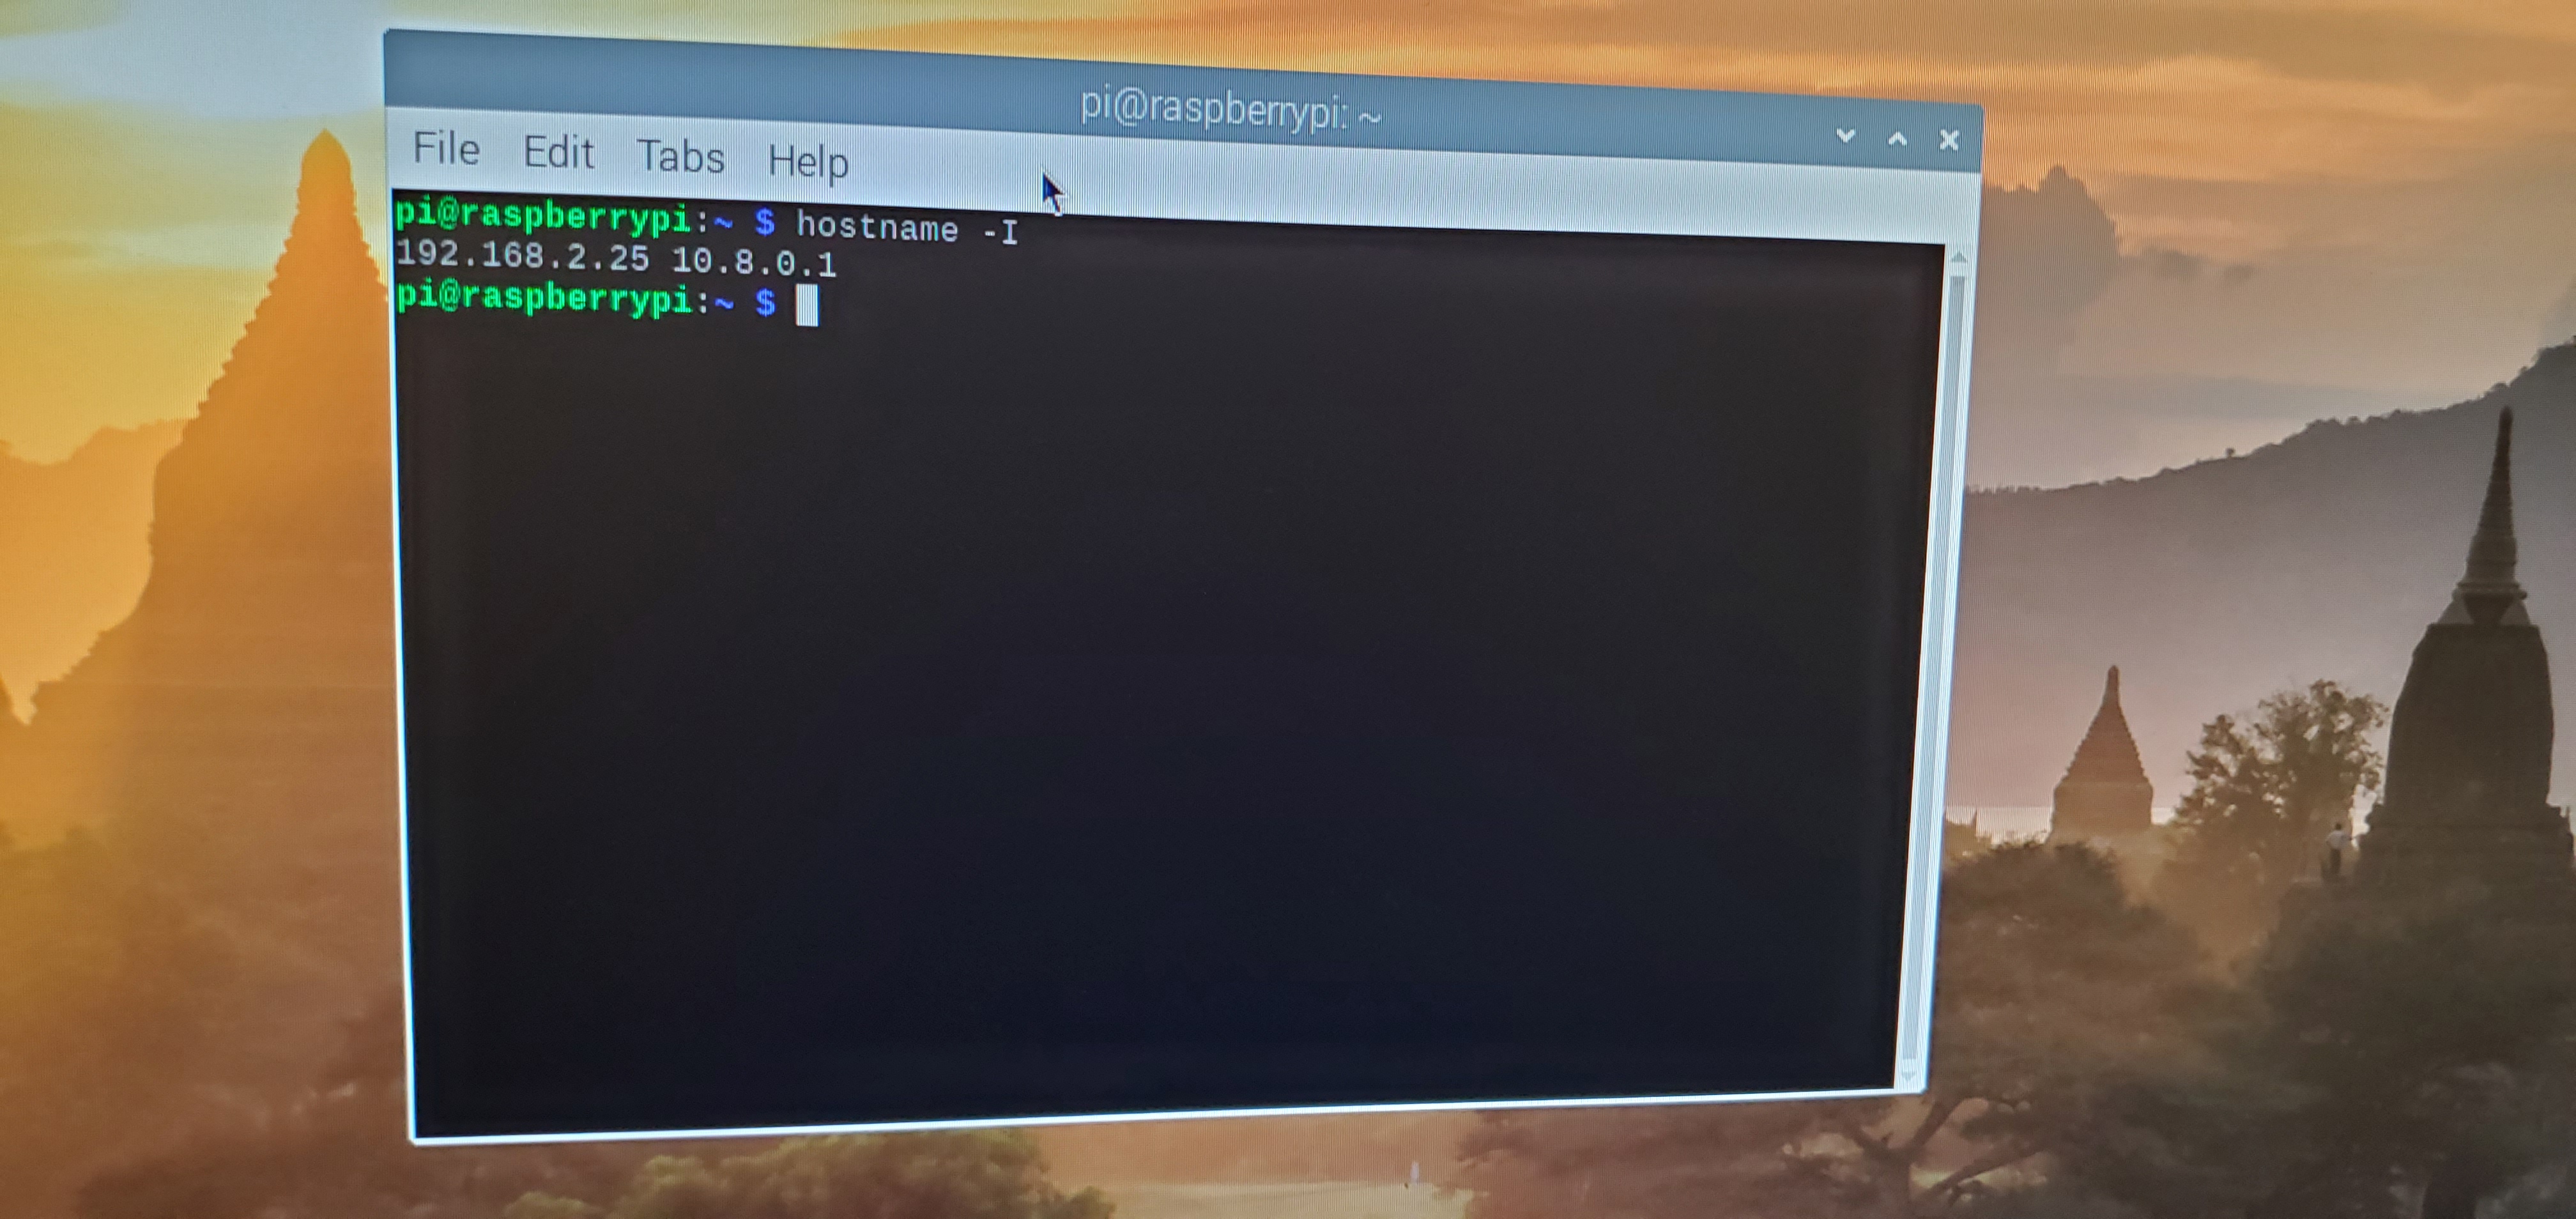 pi@raspberrypi: ~
File Edit Tabs Help
pi@raspberrypi:~ $ hostname -I
192.168.2.25 10.8.0.1
pi@raspberrypi:~ $